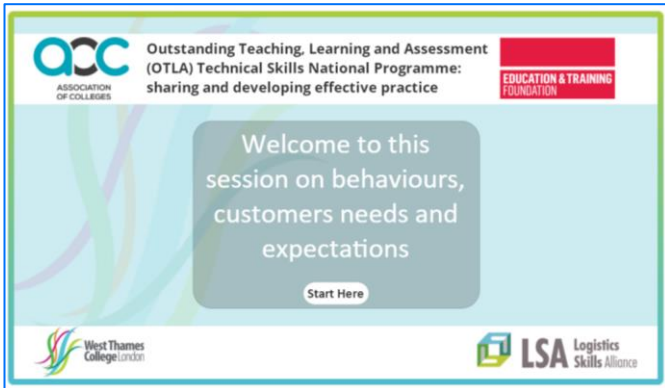 aoc
ASSOCIATION
OF COLLEGES
Outstanding Teaching, Learning and Assessment
(OTLA) Technical Skills National Programme:
sharing and developing effective practice
EDUCATION & TRAINING
FOUNDATION
Welcome to this
session on behaviours,
customers needs and
expectations
Start Here
West Thames
College London
LSA Logistics
Skills Alliance